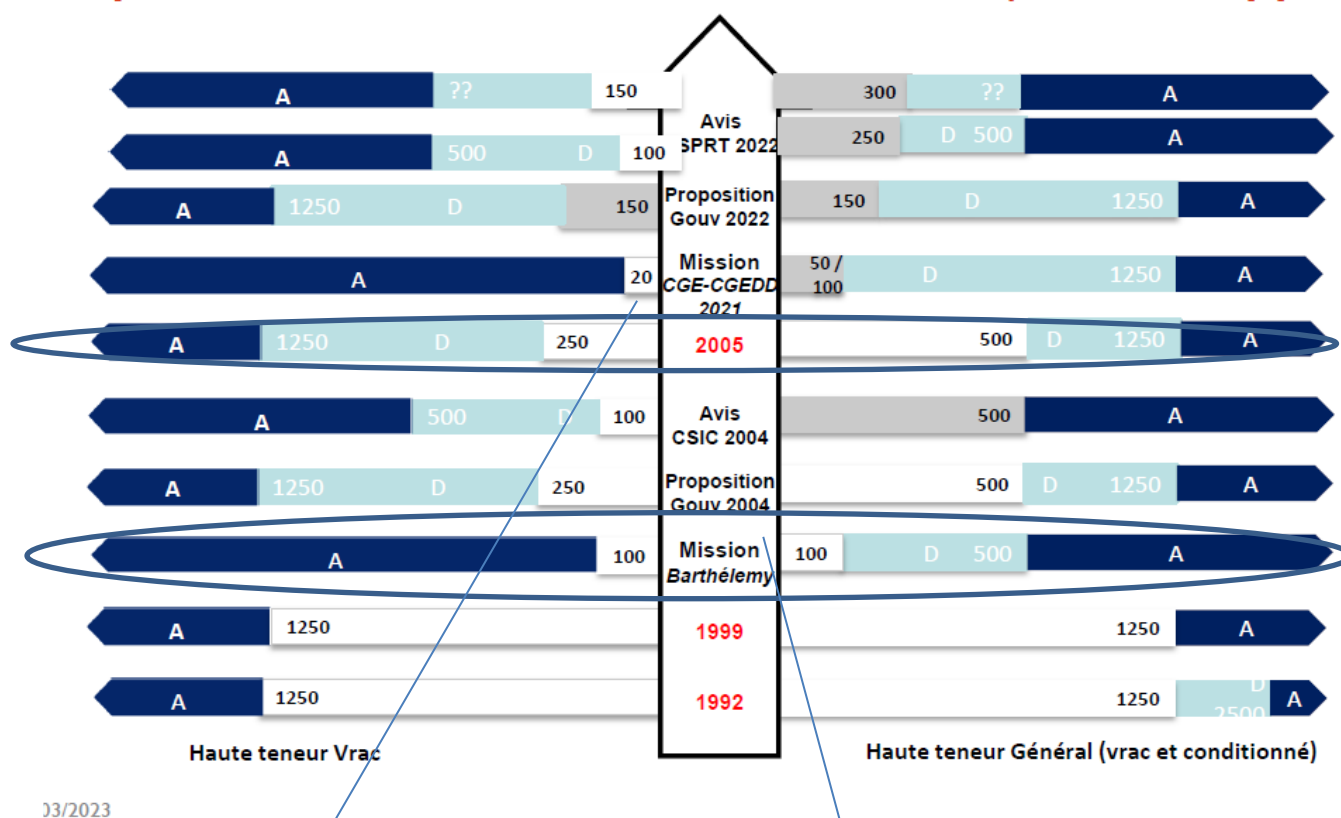 A ?? 150 300 ?? A
Avis
A 500 D 100 SPRT 2022 250 D 500 A
Proposition
A 1250 D 150 Gouv 2022 150 D 1250 A
Mission
A 20 CGE-CGEDD 50 / D 1250 A
100
2021
A 1250 D 250 2005 500 D 1250 A
Avis
A 500 D 100 CSIC 2004 500 A
Proposition
A 1250 D 250 Gouv 2004 500 D 1250 A
Mission
A 100 Barthélemy 100 D 500 A
A 1250 1999 1250 A
A 1250 1992 1250 D 2500 A
Haute teneur Vrac Haute teneur Général (vrac et conditionné)
03/2023